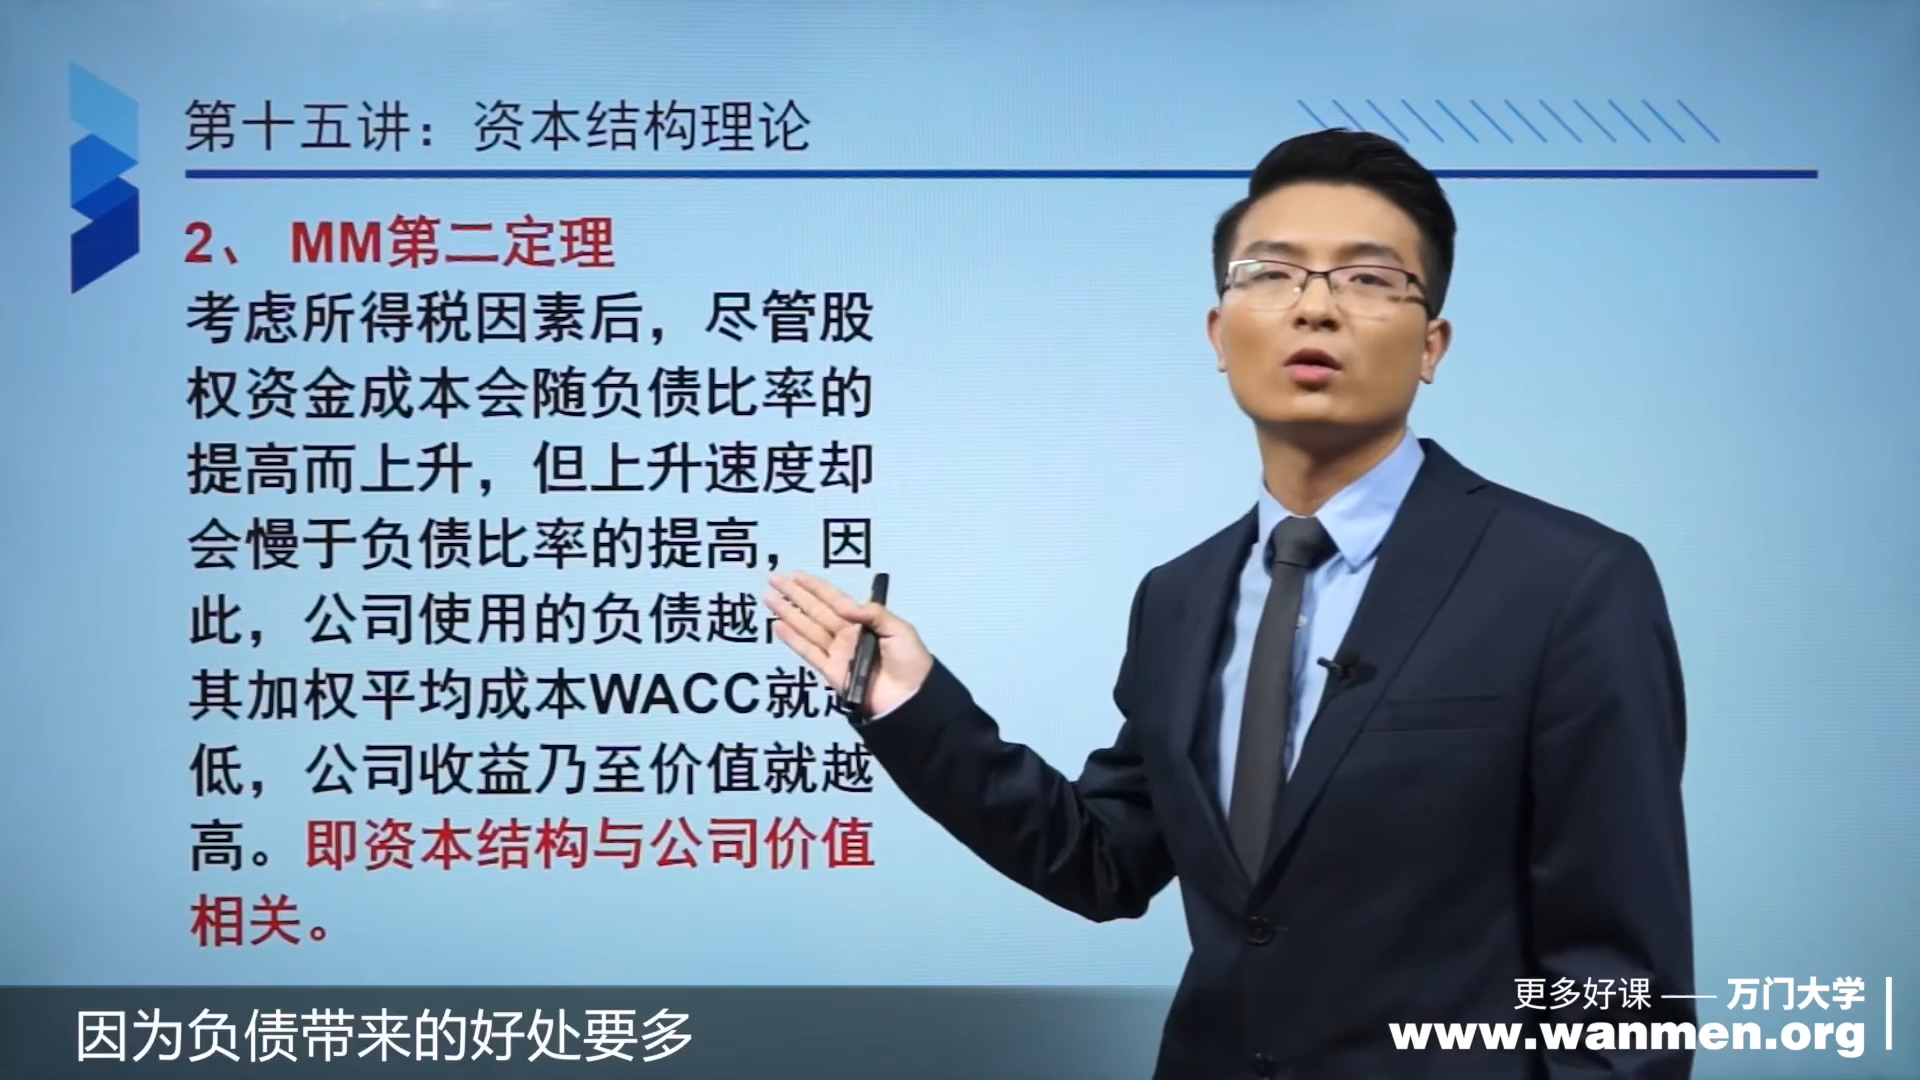 第十五讲：资本结构理论
2、 MM第二定理
考虑所得税因素后，尽管股
权资金成本会随负债比率的
提高而上升，但上升速度却
会慢于负债比率的提高，因
此，公司使用的负债越
其加权平均成本WACC就越
低，公司收益乃至价值就越
高。即资本结构与公司价值
相关。
因为负债带来的好处要多
更多好课 —— 万门大学
www.wanmen.org